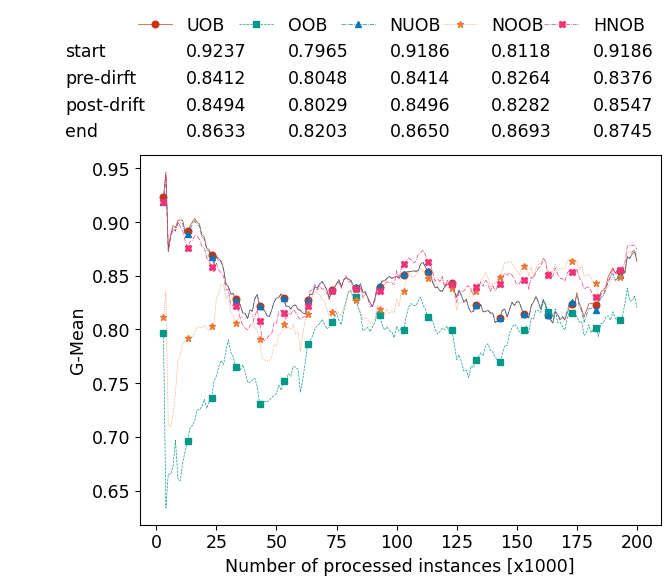 UOB OOB NUOB NOOB HNOB
start 0.9237 0.7965 0.9186 0.8118 0.9186
pre-dirft 0.8412 0.8048 0.8414 0.8264 0.8376
post-drift 0.8494 0.8029 0.8496 0.8282 0.8547
end 0.8633 0.8203 0.8650 0.8693 0.8745
0.95
0.90
0.85
0.80
0.75
0.70
0.65
G-Mean
0 25 50 75 100 125 150 175 200
Number of processed instances [x1000]